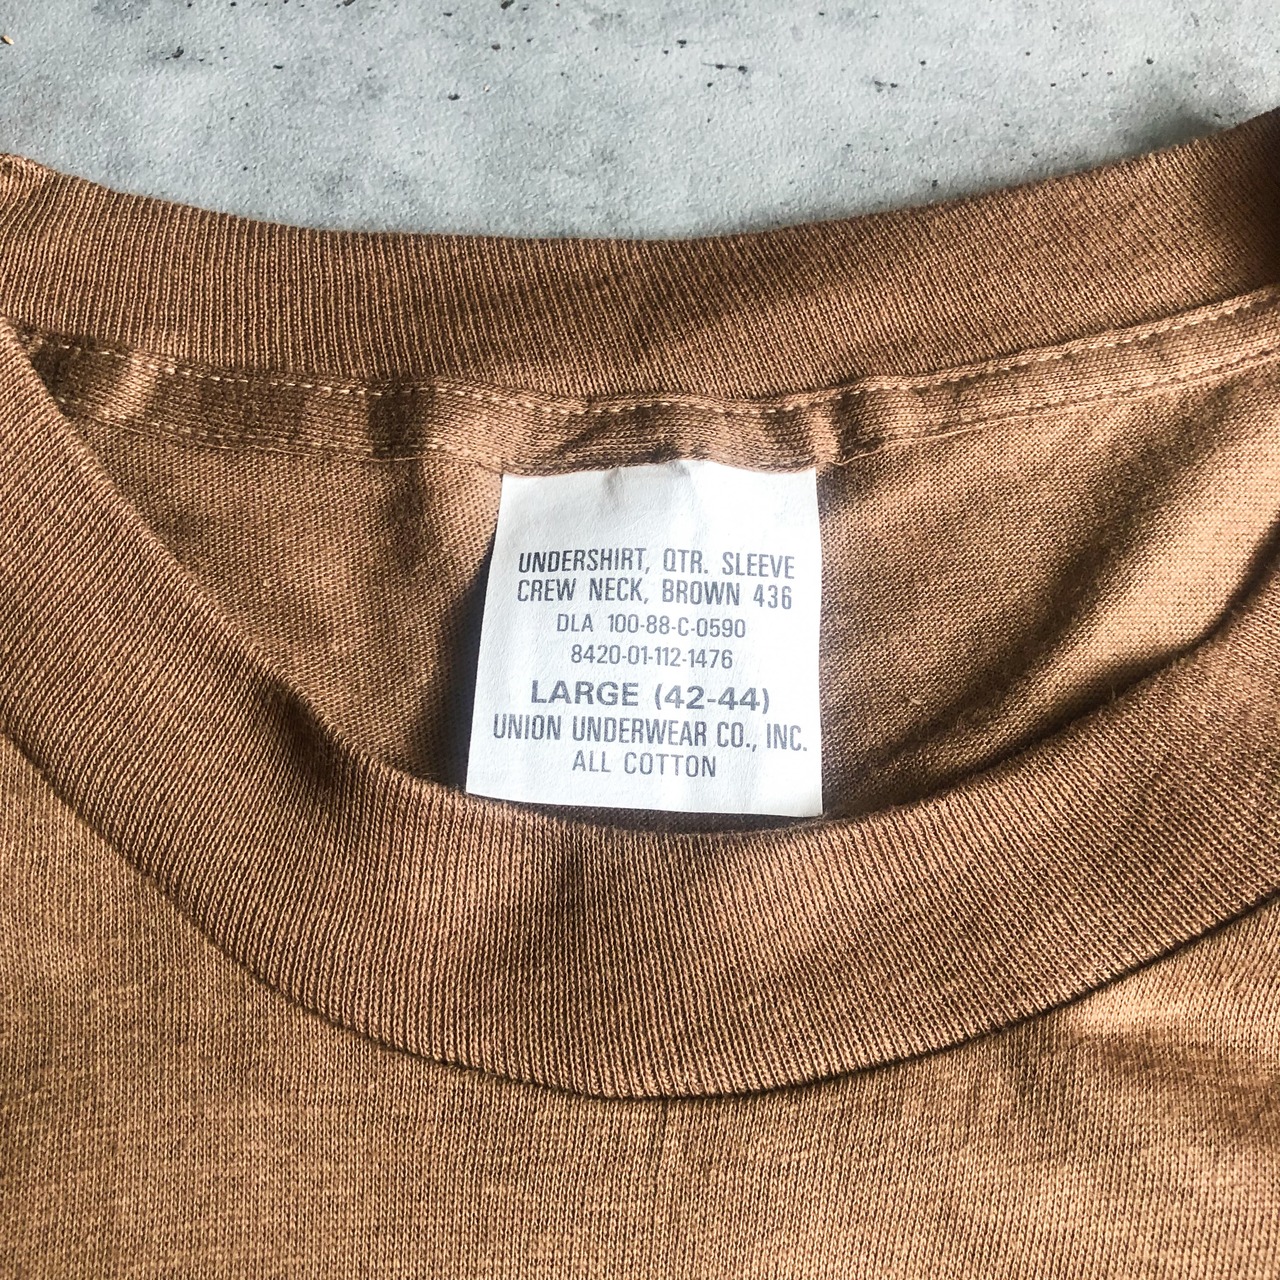 UNDERSHIRT, QTR. SLEEVE
CREW NECK, BROWN 436
DLA 100-88-C-0590
8420-01-112-1476
LARGE (42-44)
UNION UNDERWEAR CO., INC.
ALL COTTON